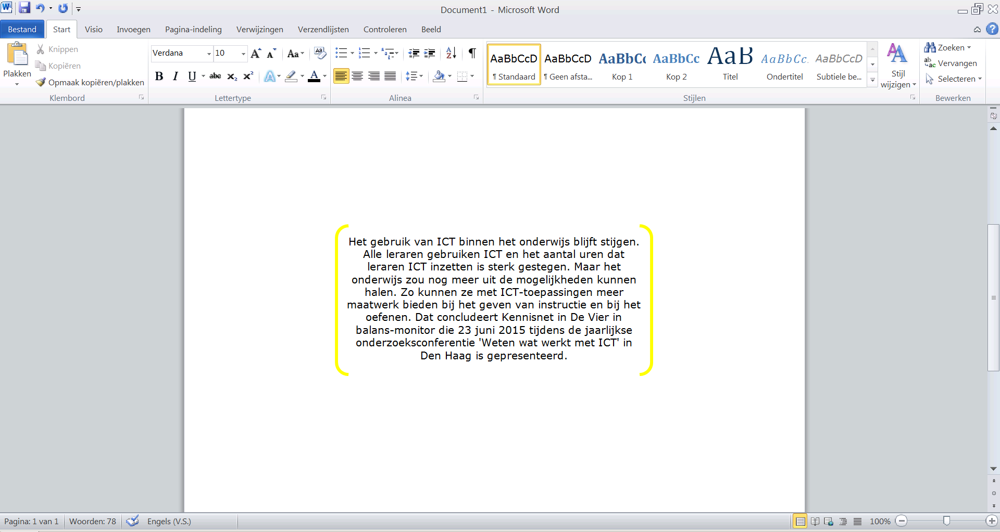 Document1 - Microsoft Word
Bestand Start Visio Invoegen Pagina-indeling Verwijzingen Verzendlijsten Controleren Beeld
Plakken
Knippen
Kopiëren
Opmaak kopiëren/plakken
Klembord
Verdana 10
Lettertype
Alinea
AaBbCcD AaBbCcD AaBbCc AaBbCc AaB AaBbCc. AaBbCcD
¶ Standaard ¶ Geen afsta... Kop 1 Kop 2 Titel Ondertitel Subtiele be...
Stijl
wijzigen
Stijlen
Zoeken
Vervangen
Selecteren
Bewerken
Het gebruik van ICT binnen het onderwijs blijft stijgen.
Alle leraren gebruiken ICT en het aantal uren dat
leraren ICT inzetten is sterk gestegen. Maar het
onderwijs zou nog meer uit de mogelijkheden kunnen
halen. Zo kunnen ze met ICT-toepassingen meer
maatwerk bieden bij het geven van instructie en bij het
oefenen. Dat concludeert Kennisnet in De Vier in
balans-monitor die 23 juni 2015 tijdens de jaarlijkse
onderzoeksconferentie 'Weten wat werkt met ICT' in
Den Haag is gepresenteerd.
Pagina: 1 van 1 Woorden: 78 Engels (V.S.) 100%